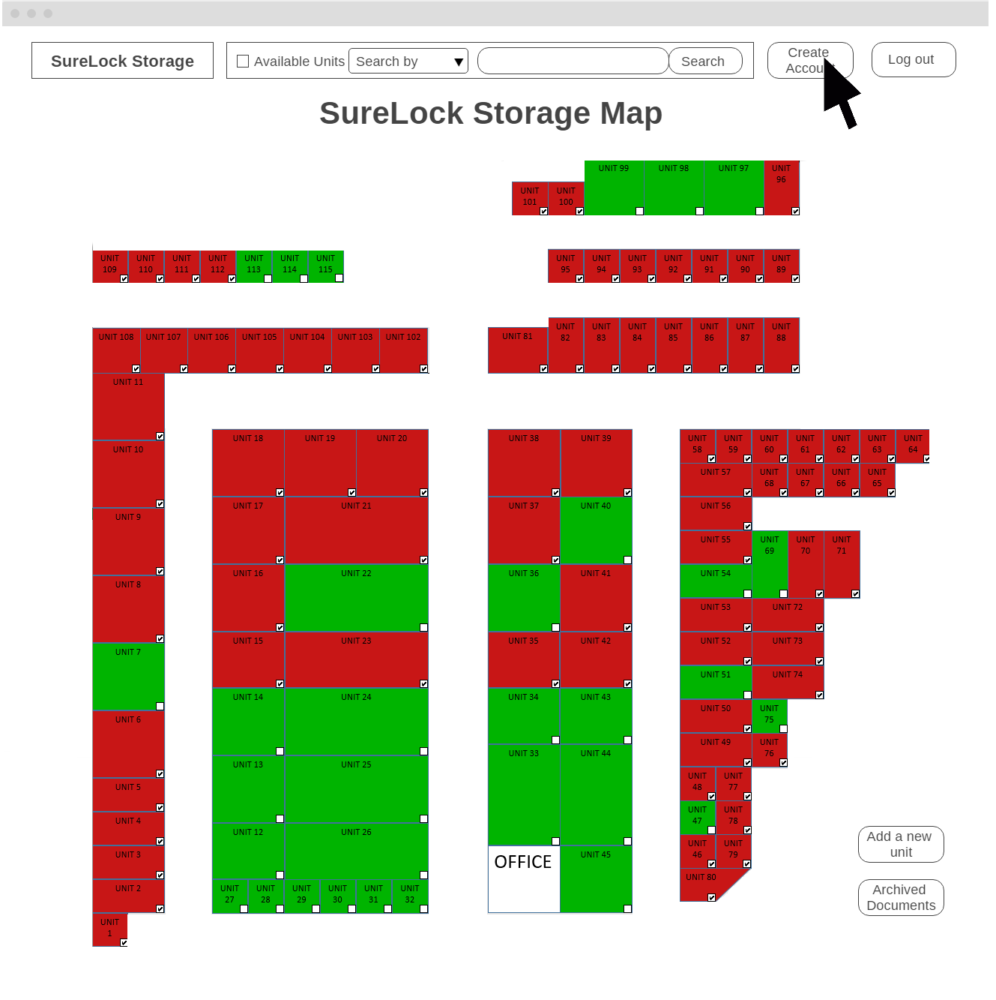 SureLock Storage
Available Units
Search by
Search
Create
Account
Log out
SureLock Storage Map
UNIT 99
UNIT 98
UNIT 97
UNIT
96
UNIT
101
UNIT
100
UNIT
109
UNIT
110
UNIT
111
UNIT
112
UNIT
113
UNIT
114
UNIT
115
UNIT
95
UNIT
94
UNIT
93
UNIT
92
UNIT
91
UNIT
90
UNIT
89
UNIT 108
UNIT 107
UNIT 106
UNIT 105
UNIT 104
UNIT 103
UNIT 102
UNIT 81
UNIT
82
UNIT
83
UNIT
84
UNIT
85
UNIT
86
UNIT
87
UNIT
88
UNIT 11
UNIT 10
UNIT 9
UNIT 8
UNIT 7
UNIT 6
UNIT 5
UNIT 4
UNIT 3
UNIT 2
UNIT
1
UNIT 18
UNIT 19
UNIT 20
UNIT 17
UNIT 21
UNIT 16
UNIT 22
UNIT 15
UNIT 23
UNIT 14
UNIT 24
UNIT 13
UNIT 25
UNIT 12
UNIT 26
UNIT
27
UNIT
28
UNIT
29
UNIT
30
UNIT
31
UNIT
32
UNIT 38
UNIT 39
UNIT 37
UNIT 40
UNIT 36
UNIT 41
UNIT 35
UNIT 42
UNIT 34
UNIT 43
UNIT 33
UNIT 44
OFFICE
UNIT 45
UNIT
58
UNIT
59
UNIT
60
UNIT
61
UNIT
62
UNIT
63
UNIT
64
UNIT 57
UNIT
68
UNIT
67
UNIT
66
UNIT
65
UNIT 56
UNIT 55
UNIT
69
UNIT
70
UNIT
71
UNIT 54
UNIT 53
UNIT 72
UNIT 52
UNIT 73
UNIT 51
UNIT 74
UNIT 50
UNIT
75
UNIT 49
UNIT
76
UNIT
48
UNIT
77
UNIT
47
UNIT
78
UNIT
46
UNIT
79
UNIT 80
Add a new
unit
Archived
Documents